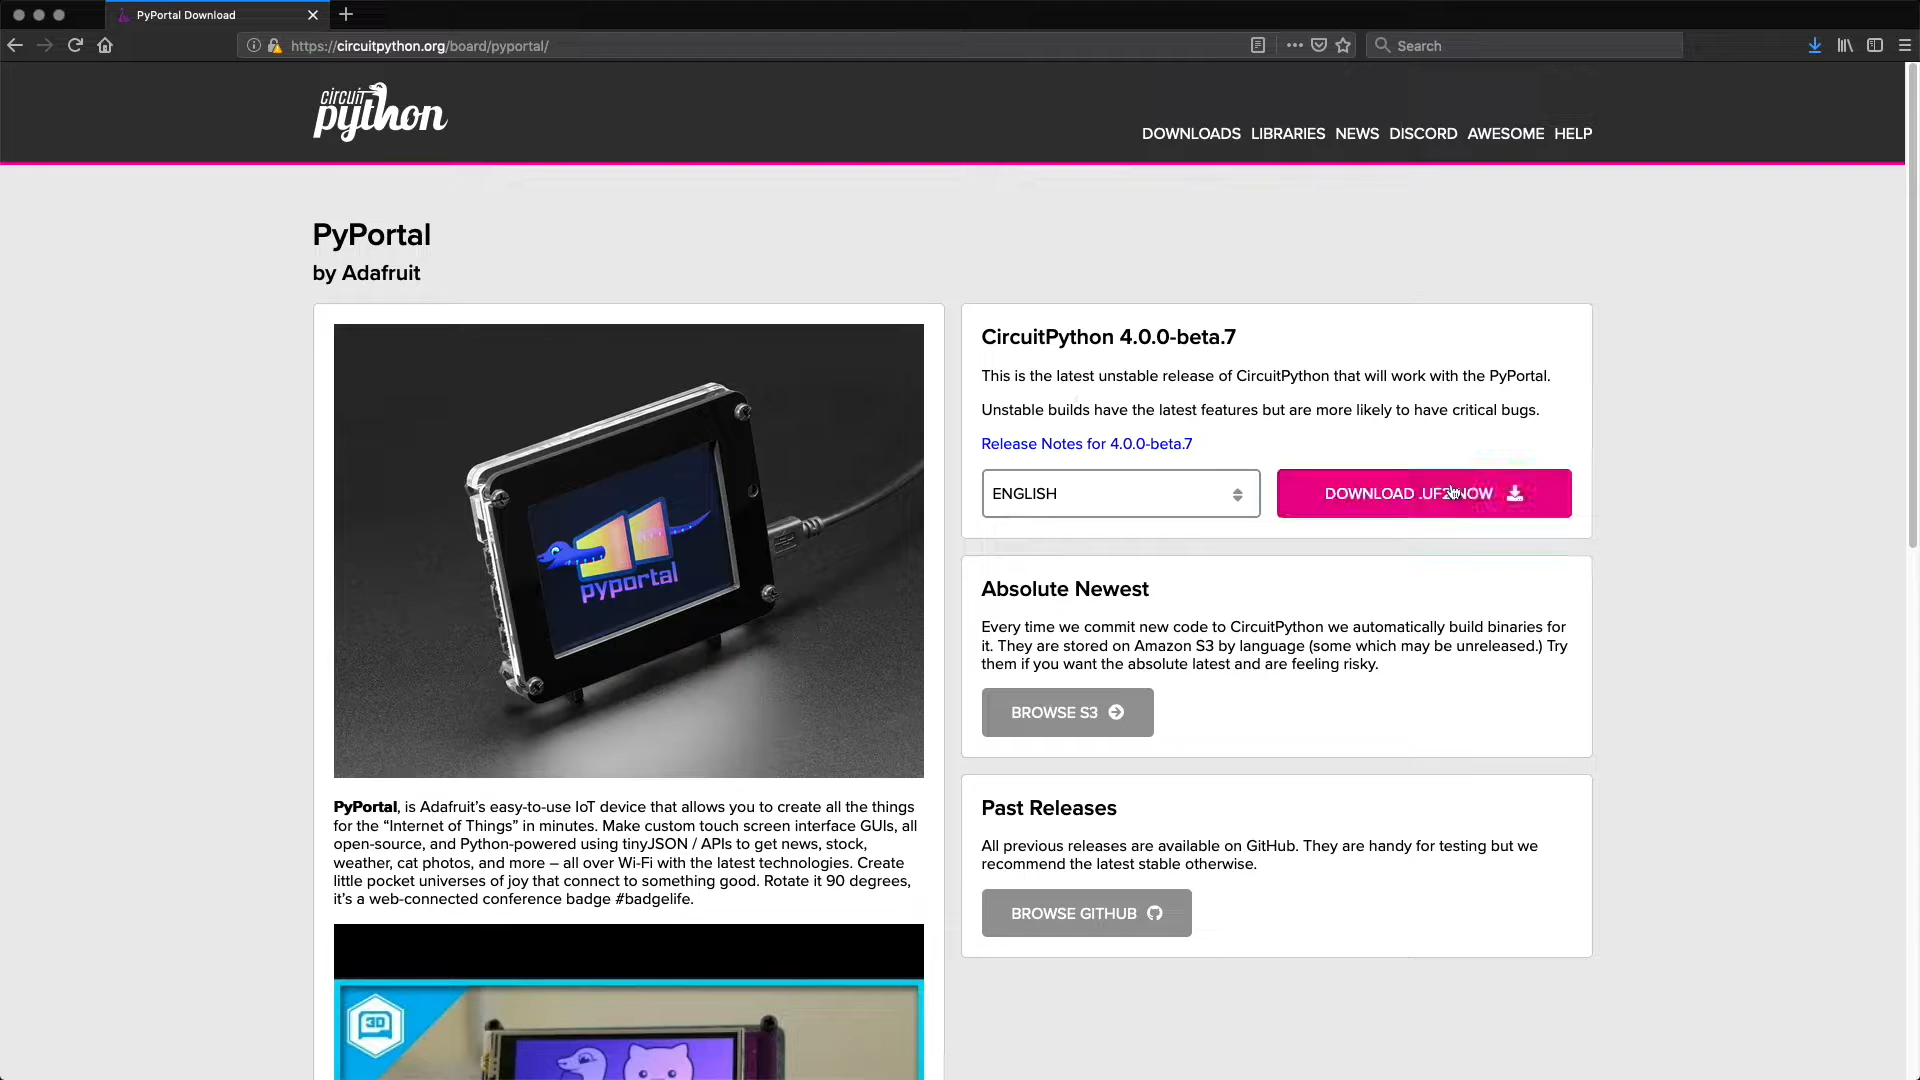 PyPortal Download
https://circuitpython.org/board/pyportal/
Search
circuit
python
DOWNLOADS LIBRARIES NEWS DISCORD AWESOME HELP
PyPortal
by Adafruit
pyportal
PyPortal, is Adafruit’s easy-to-use IoT device that allows you to create all the things
for the “Internet of Things” in minutes. Make custom touch screen interface GUIs, all
open-source, and Python-powered using tinyJSON / APIs to get news, stock,
weather, cat photos, and more – all over Wi-Fi with the latest technologies. Create
little pocket universes of joy that connect to something good. Rotate it 90 degrees,
it’s a web-connected conference badge #badgelife.
3D
CircuitPython 4.0.0-beta.7
This is the latest unstable release of CircuitPython that will work with the PyPortal.
Unstable builds have the latest features but are more likely to have critical bugs.
Release Notes for 4.0.0-beta.7
ENGLISH
DOWNLOAD .UF2 NOW
Absolute Newest
Every time we commit new code to CircuitPython we automatically build binaries for
it. They are stored on Amazon S3 by language (some which may be unreleased.) Try
them if you want the absolute latest and are feeling risky.
BROWSE S3
Past Releases
All previous releases are available on GitHub. They are handy for testing but we
recommend the latest stable otherwise.
BROWSE GITHUB